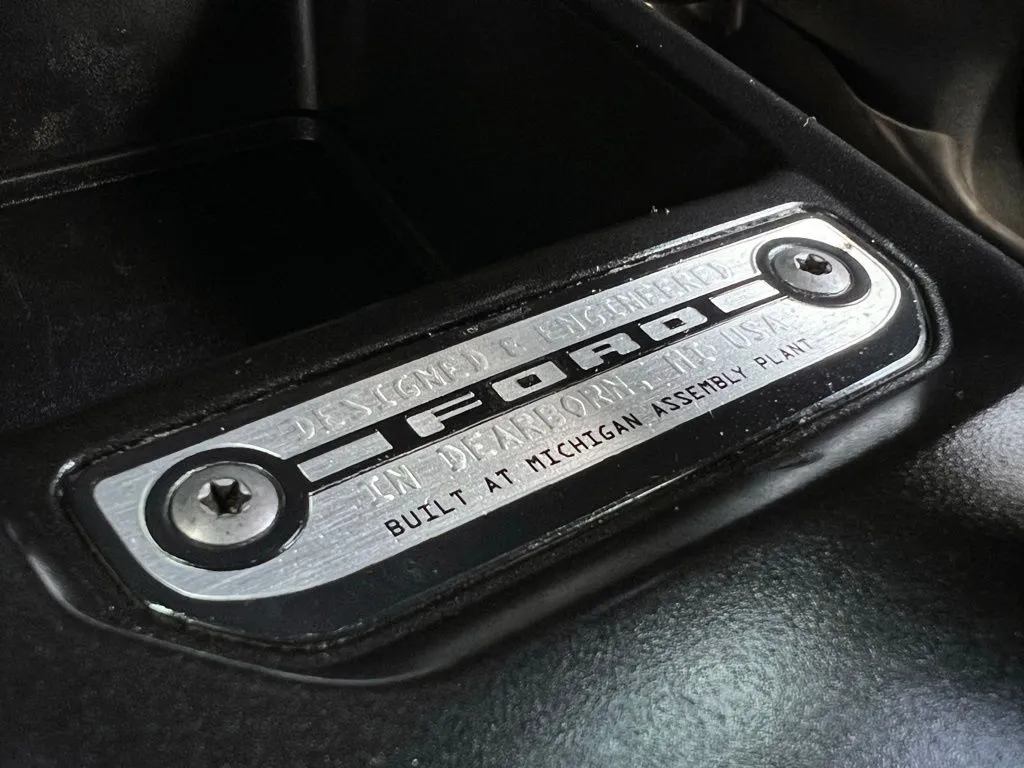 DESIGNED & ENGINEERED
FORD
IN DEARBORN, MI USA
BUILT AT MICHIGAN ASSEMBLY PLANT